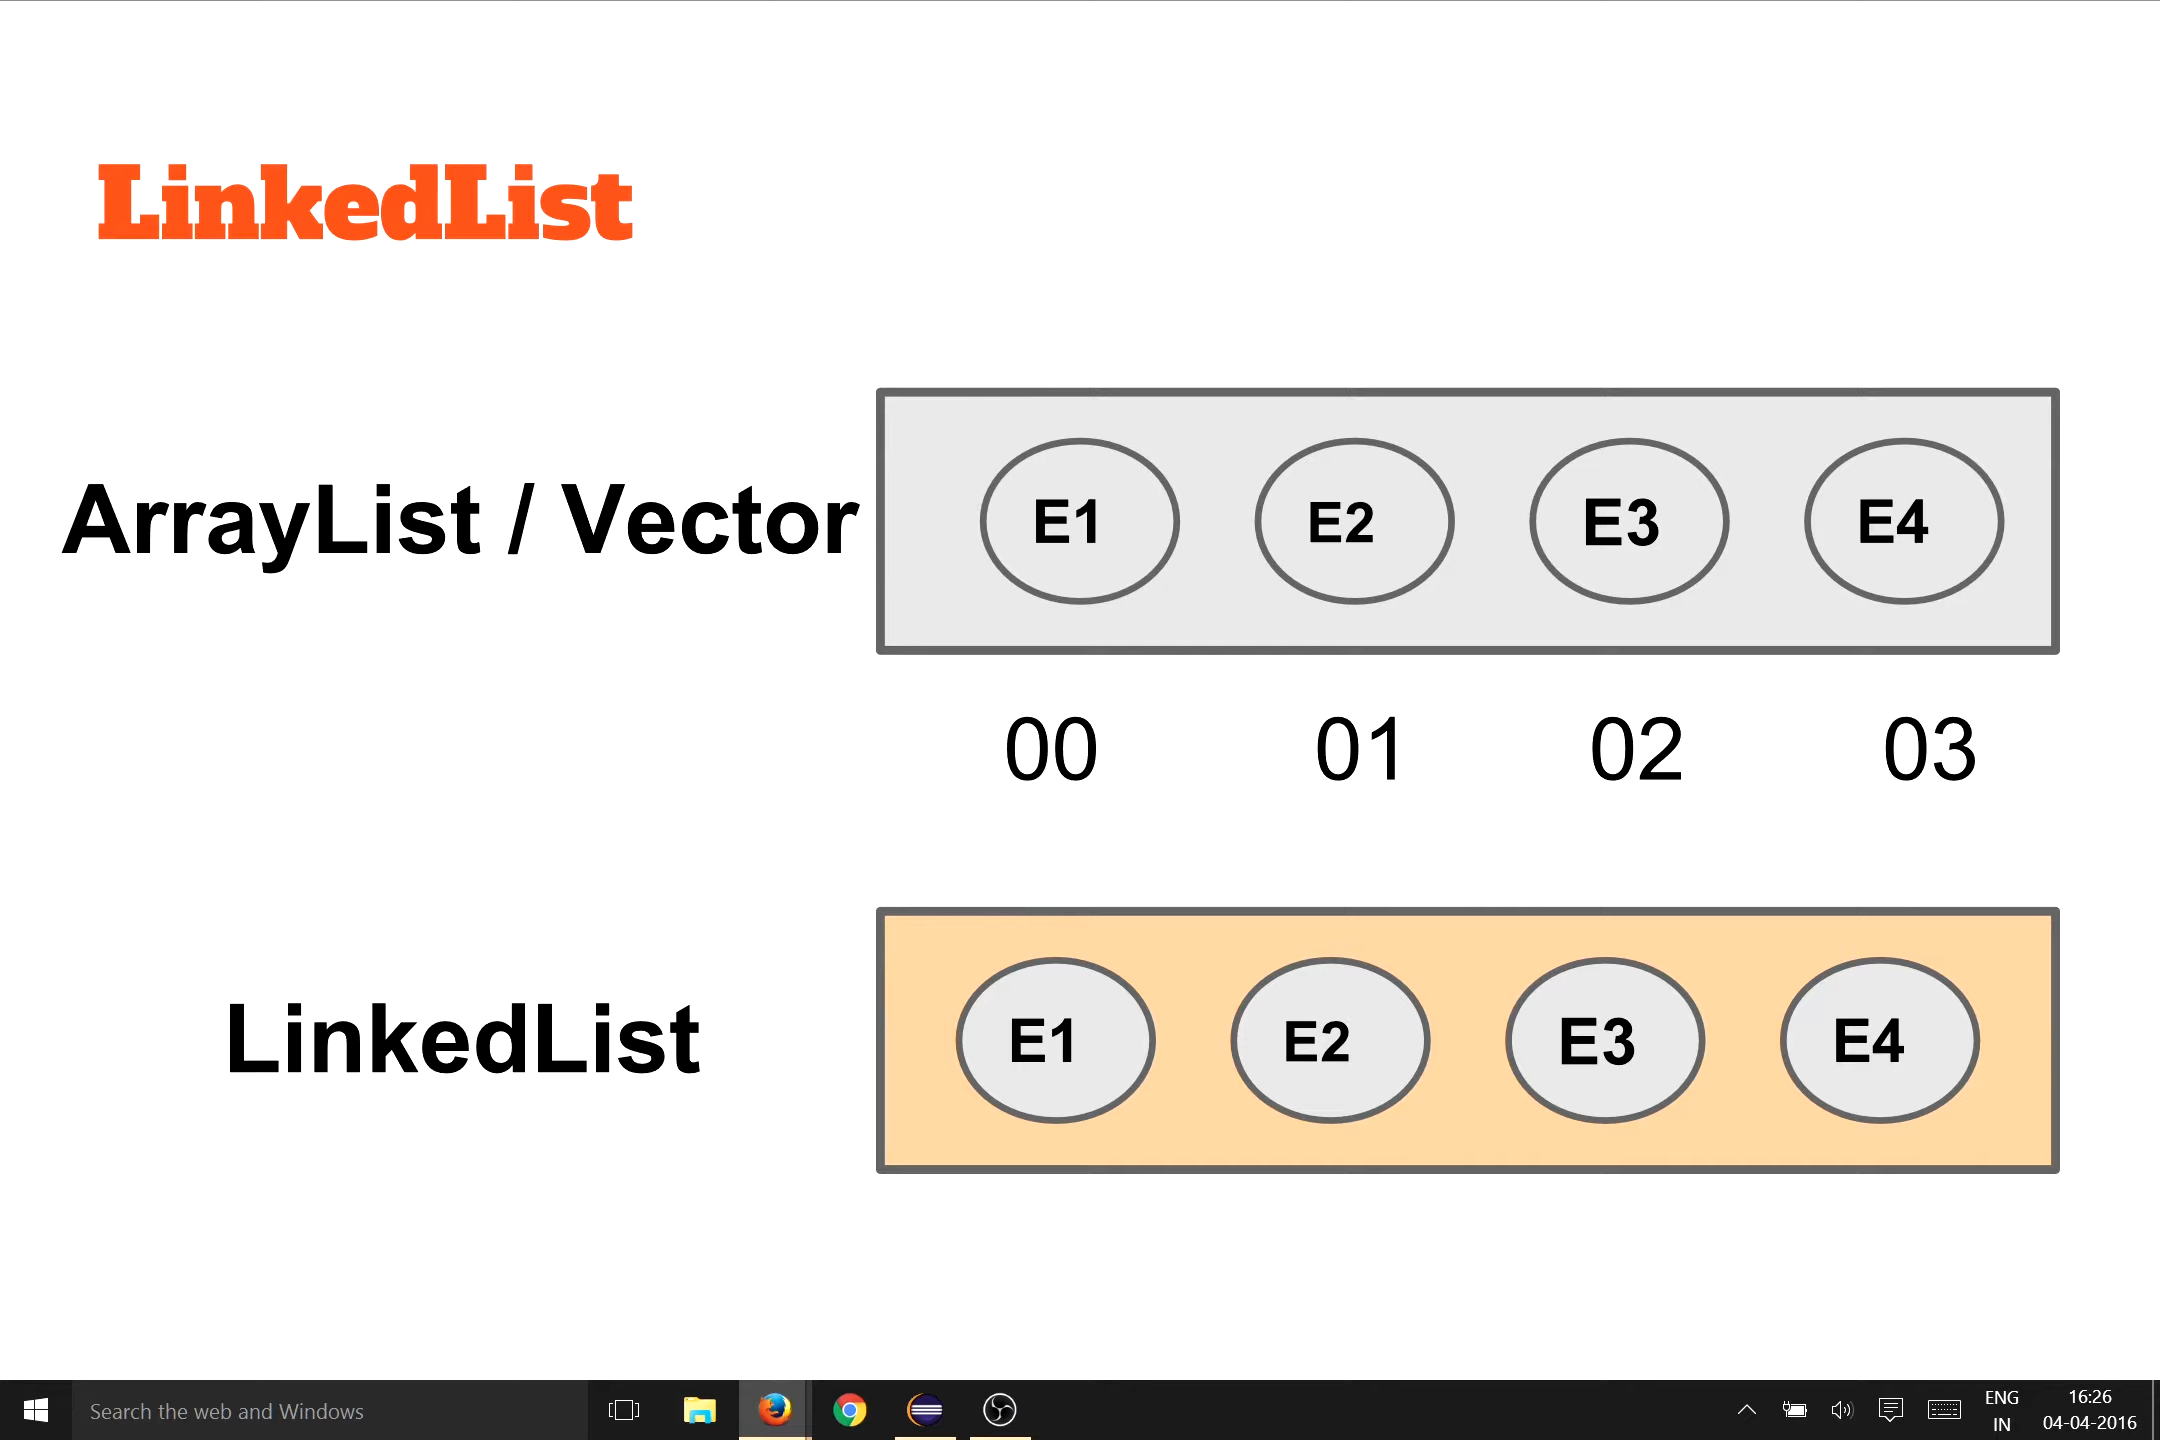 LinkedList
ArrayList / Vector
E1 E2 E3 E4
00 01 02 03
LinkedList
E1 E2 E3 E4
Search the web and Windows
ENG
IN
16:26
04-04-2016